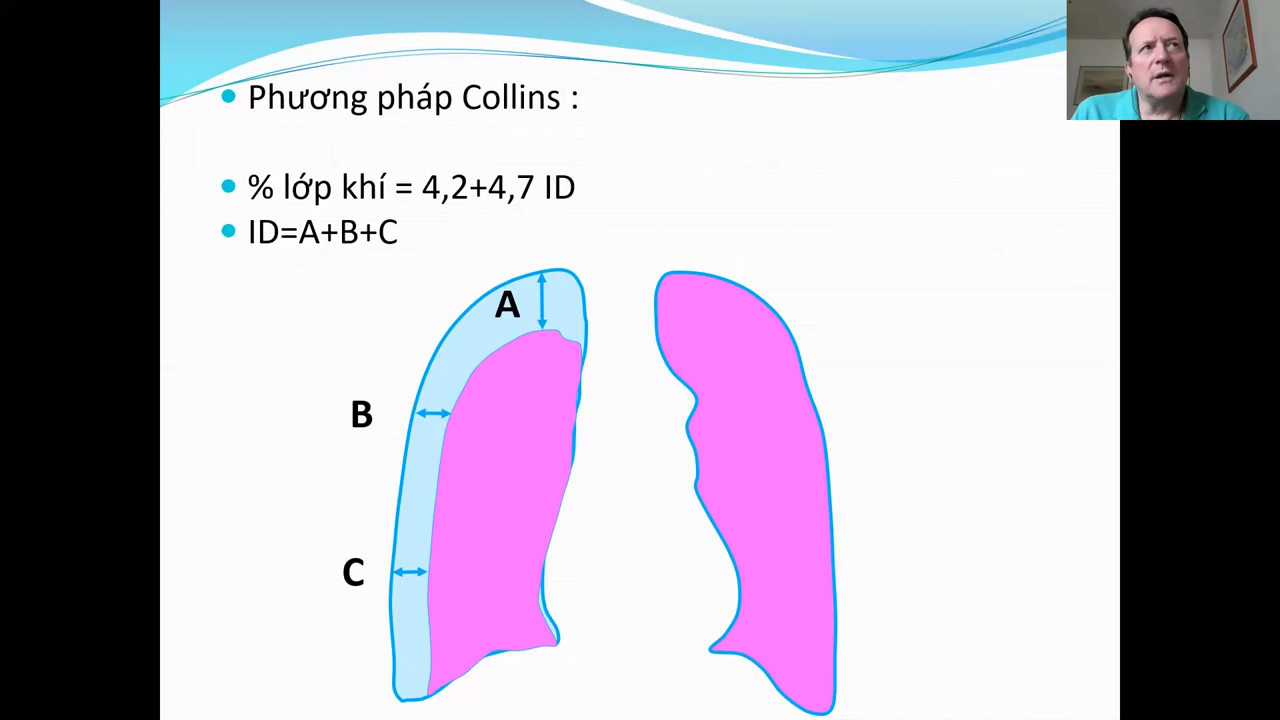 Phương pháp Collins :
% lớp khí = 4,2+4,7 ID
ID=A+B+C
A
B
C